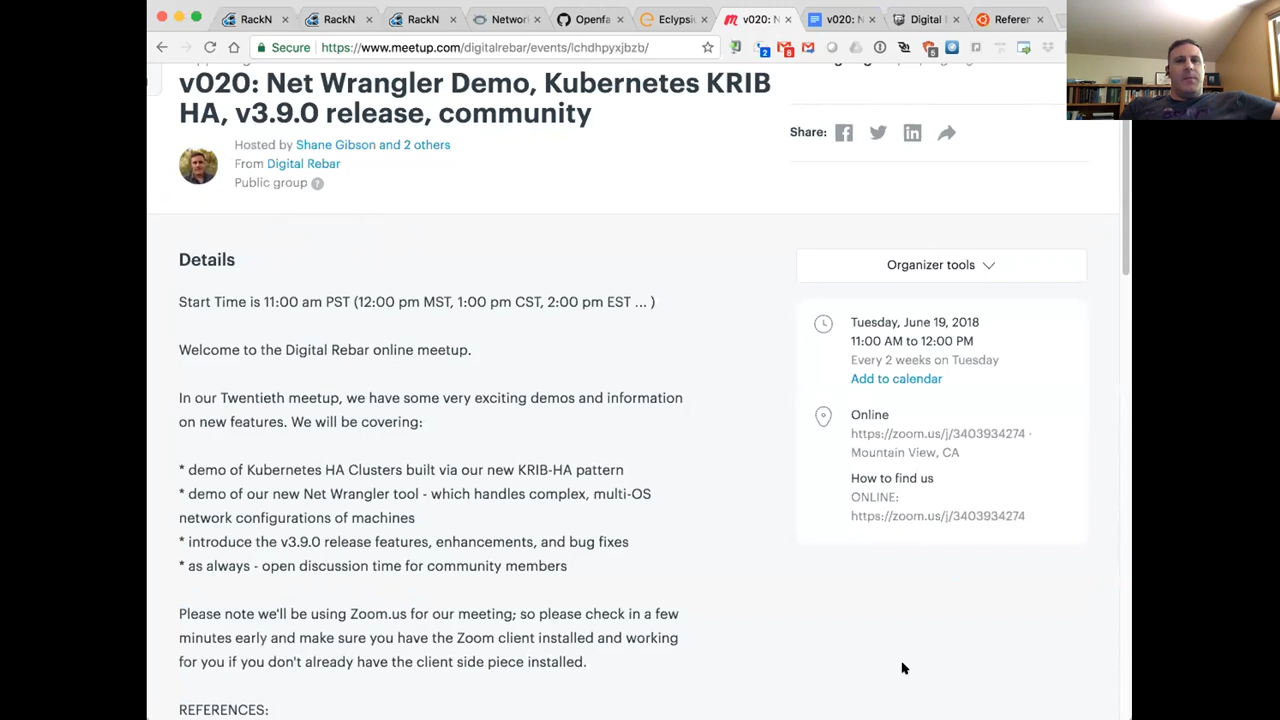 RackN
RackN
RackN
Networ
Openfa
Eclypsi
v020: N
v020: N
Digital
Referer
Secure
https://www.meetup.com/digitalrebar/events/lchdhpyxjbzb/
2
8
5
v020: Net Wrangler Demo, Kubernetes KRIB
HA, v3.9.0 release, community
Hosted by Shane Gibson and 2 others
From Digital Rebar
Public group ?
Share:
Details
Organizer tools
Start Time is 11:00 am PST (12:00 pm MST, 1:00 pm CST, 2:00 pm EST ... )
Welcome to the Digital Rebar online meetup.
In our Twentieth meetup, we have some very exciting demos and information
on new features. We will be covering:
* demo of Kubernetes HA Clusters built via our new KRIB-HA pattern
* demo of our new Net Wrangler tool - which handles complex, multi-OS
network configurations of machines
* introduce the v3.9.0 release features, enhancements, and bug fixes
* as always - open discussion time for community members
Please note we'll be using Zoom.us for our meeting; so please check in a few
minutes early and make sure you have the Zoom client installed and working
for you if you don't already have the client side piece installed.
REFERENCES:
Tuesday, June 19, 2018
11:00 AM to 12:00 PM
Every 2 weeks on Tuesday
Add to calendar
Online
https://zoom.us/j/3403934274 ·
Mountain View, CA
How to find us
ONLINE:
https://zoom.us/j/3403934274